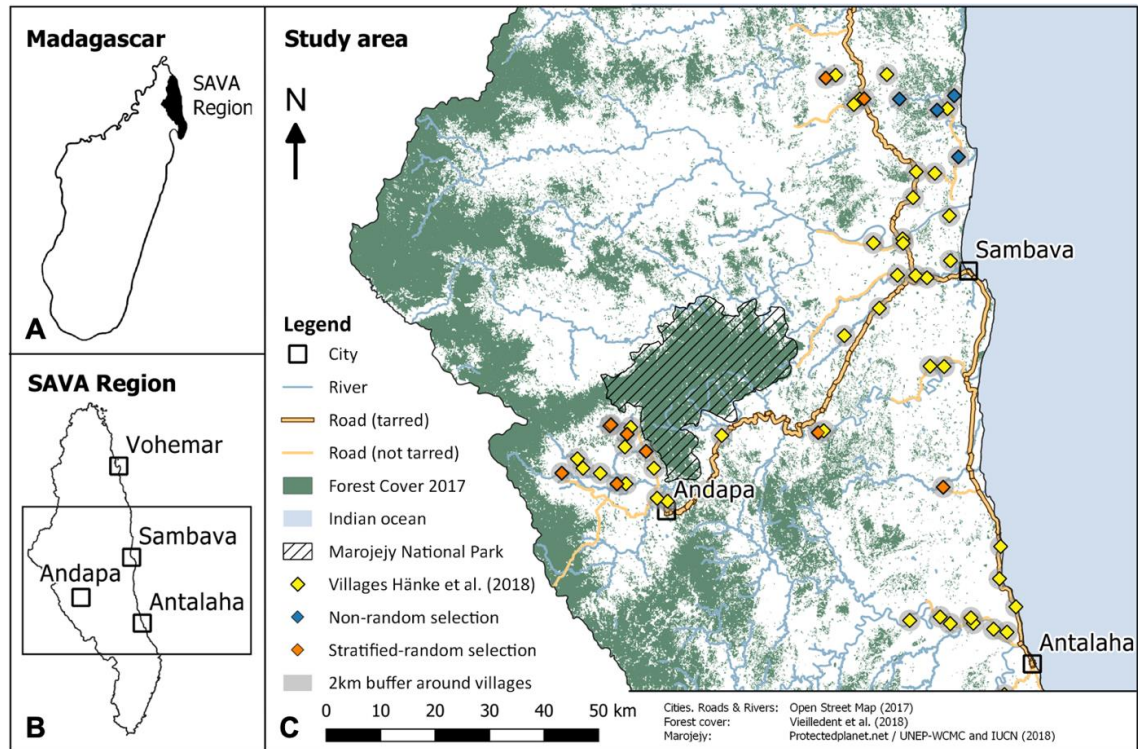 Madagascar
SAVA
Region
A
SAVA Region
Vohemar
Sambava
Andapa
Antalaha
B
Study area
N
Sambava
Andapa
Antalaha
Legend
City
River
Road (tarred)
Road (not tarred)
Forest Cover 2017
Indian ocean
Marojejy National Park
Villages Hänke et al. (2018)
Non-random selection
Stratified-random selection
2km buffer around villages
0 10 20 30 40 50 km
C
Cities. Roads & Rivers: Open Street Map (2017)
Forest cover: Vieilledent et al. (2018)
Marojejy: Protectedplanet.net / UNEP-WCMC and IUCN (2018)